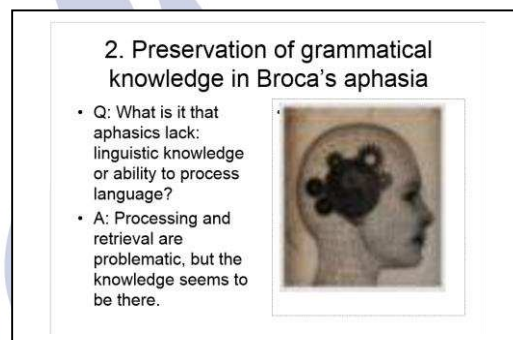 2. Preservation of grammatical
knowledge in Broca's aphasia
• Q: What is it that
aphasics lack:
linguistic knowledge
or ability to process
language?
• A: Processing and
retrieval are
problematic, but the
knowledge seems to
be there.